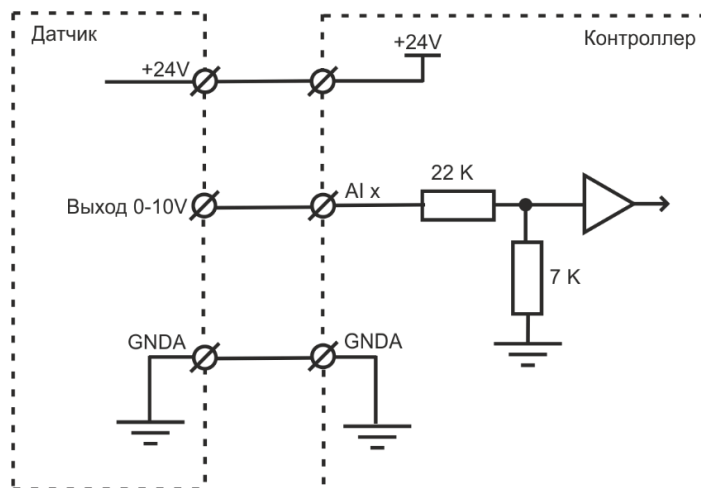 Датчик
Контроллер
+24V
+24V
Выход 0-10V
AI x
22 K
7 K
GNDA
GNDA